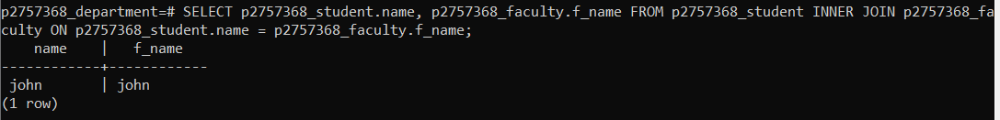 p2757368_department=# SELECT p2757368_student.name, p2757368_faculty.f_name FROM p2757368_student INNER JOIN p2757368_fa
culty ON p2757368_student.name = p2757368_faculty.f_name;
    name    |   f_name
------------+------------
 john       | john
(1 row)